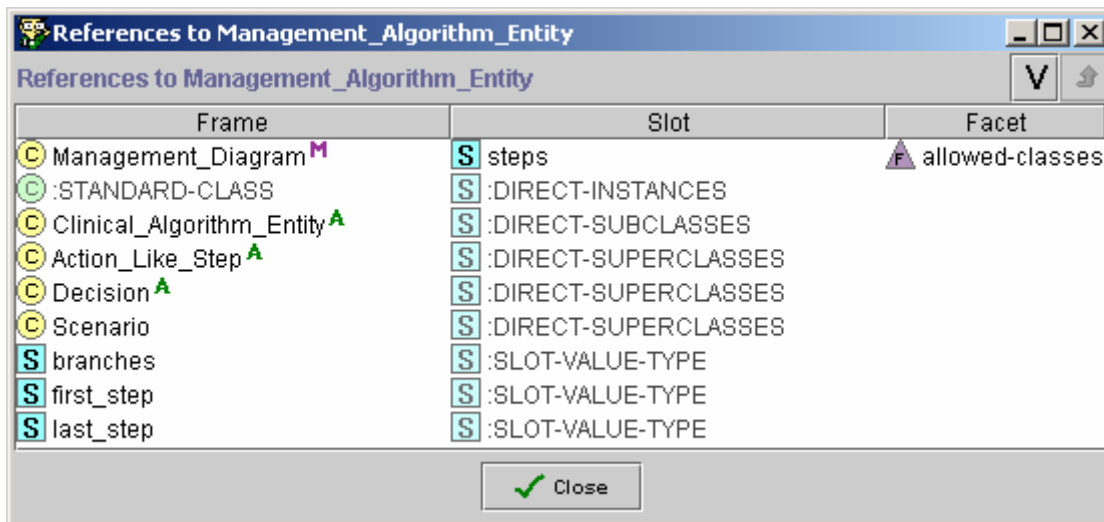 References to Management_Algorithm_Entity
References to Management_Algorithm_Entity V
Frame Slot Facet
C Management_Diagram M S steps F allowed-classes
C :STANDARD-CLASS S :DIRECT-INSTANCES
C Clinical_Algorithm_Entity A S :DIRECT-SUBCLASSES
C Action_Like_Step A S :DIRECT-SUPERCLASSES
C Decision A S :DIRECT-SUPERCLASSES
C Scenario S :DIRECT-SUPERCLASSES
S branches S :SLOT-VALUE-TYPE
S first_step S :SLOT-VALUE-TYPE
S last_step S :SLOT-VALUE-TYPE
Close